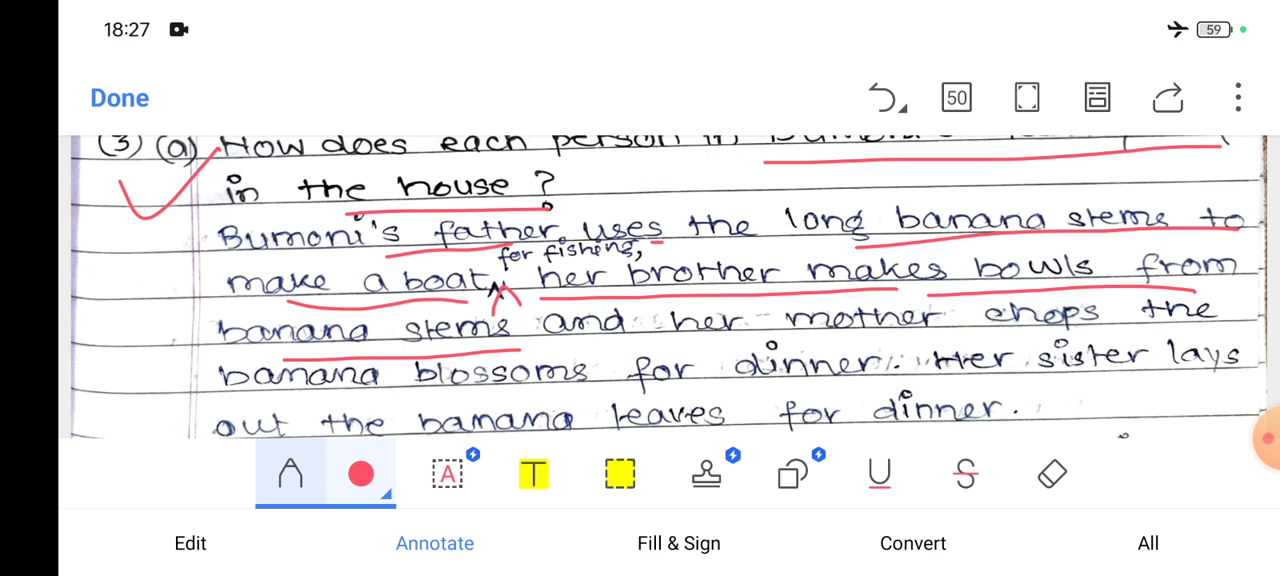 18:27
59
Done
50
(3) (a) How does each person in
in the house ?
Bumoni's father uses the long banana stems to
for fishing,
make a boat her brother makes bowls from
banana stems and her mother chops the
banana blossoms for dinner. Her sister lays
out the banana leaves for dinner.
A
T
U
S
Edit
Annotate
Fill & Sign
Convert
All